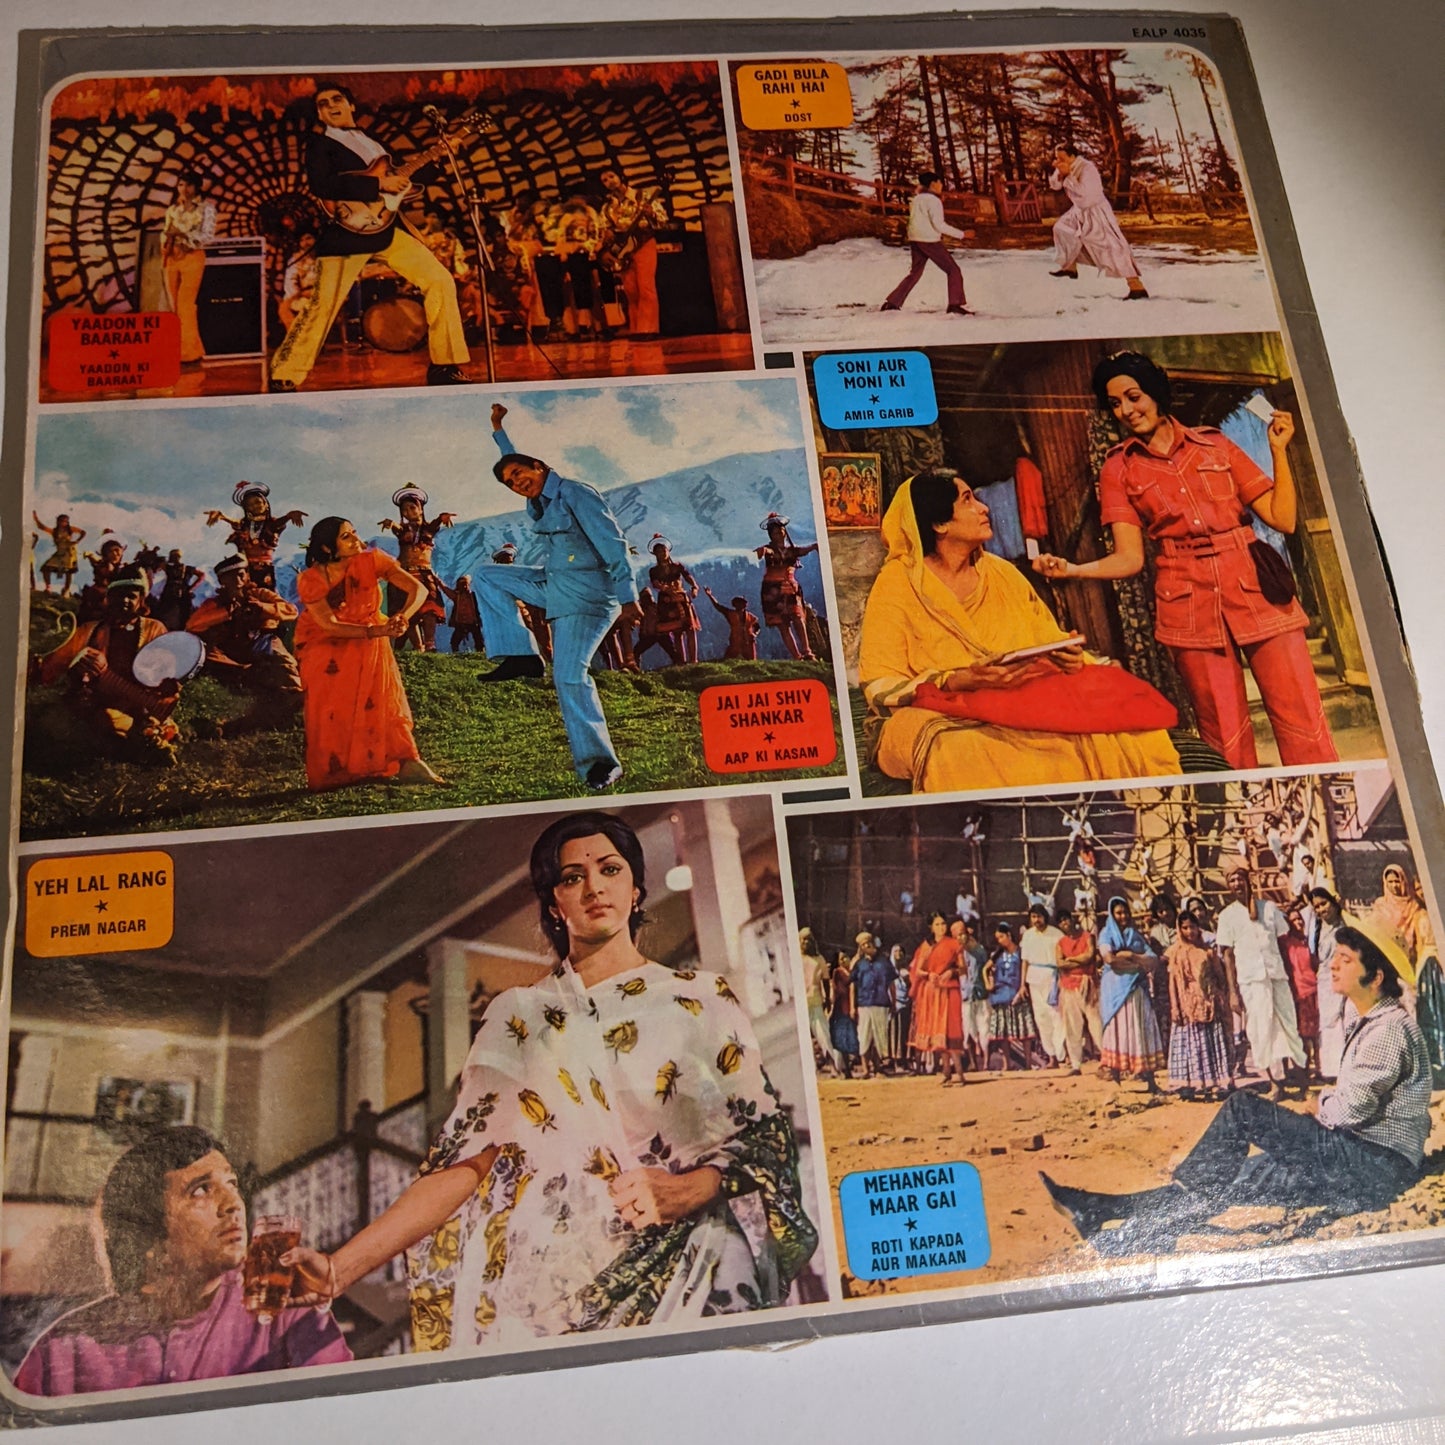 EALP 4035
YAADON KI
BAARAAT
★
YAADON KI
BAARAAT
GADI BULA
RAHI HAI
★
DOST
JAI JAI SHIV
SHANKAR
★
AAP KI KASAM
SONI AUR
MONI KI
★
AMIR GARIB
YEH LAL RANG
★
PREM NAGAR
MEHANGAI
MAAR GAI
★
ROTI KAPADA
AUR MAKAAN